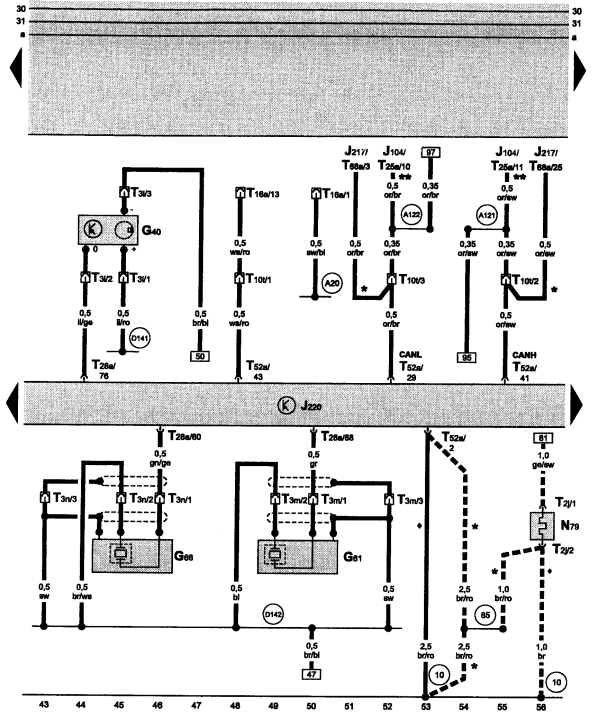 30 30
31 31
a a
J217/ J104/ 97 J104/ J217/
T68a/3 T25a/10 T25a/11 T68a/25
** **
T3i/3 T16a/13 T16a/1
0,5 or/br 0,35 or/br 0,5 or/sw
A122 A121
- G40
0 +
0,5 ws/ro 0,5 sw/bl 0,5 or/br 0,35 or/br 0,35 or/sw 0,35 or/sw 0,5 or/sw
T3i/2 T3i/1 T10t/1 A20 T10t/3 T10t/2
* *
0,5 li/ge 0,5 li/ro 0,5 br/bl 0,5 ws/ro 0,5 or/br 0,5 or/sw
D141 50 95
CANL CANH
T28a/76 T52a/43 T52a/29 T52a/41
K J220
T28a/60 T28a/68 T52a/2 61
0,5 gn/ge 0,5 gr 1,0 ge/sw
T3n/3 T3n/2 T3n/1 T3m/2 T3m/1 T3m/3 T2j/1
* N79
G66 G61 T2j/2
*
0,5 sw 0,5 br/ws 0,5 bl 0,5 sw 2,5 br/ro 1,0 br/ro
D142 85
0,5 br/bl 2,5 br/ro 2,5 br/ro 1,0 br
*
47 10 10
43 44 45 46 47 48 49 50 51 52 53 54 55 56